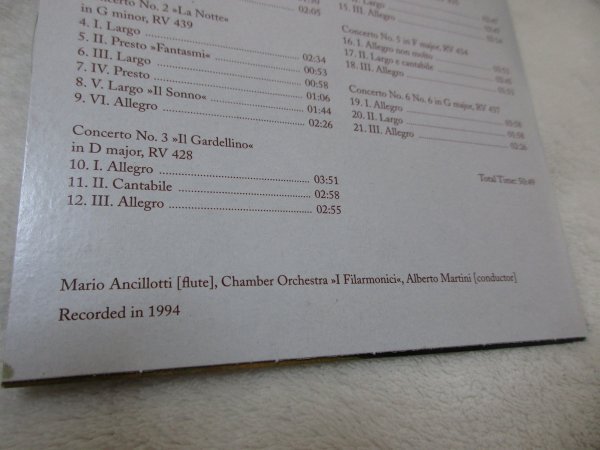 Concerto No. 2 »La Notte«
in G minor, RV 439
02:05
4. I. Largo
5. II. Presto »Fantasmi«
6. III. Largo 02:34
7. IV. Presto 00:53
8. V. Largo »Il Sonno« 00:58
9. VI. Allegro 01:06
01:44
02:26
Concerto No. 3 »Il Gardellino«
in D major, RV 428
10. I. Allegro 03:51
11. II. Cantabile 02:58
12. III. Allegro 02:55
15. III. Allegro
Concerto No. 5 in F major, RV 434
16. I. Allegro non molto
17. II. Largo e cantabile
18. III. Allegro
Concerto No. 6 No. 6 in G major, RV 437
19. I. Allegro
20. II. Largo
21. III. Allegro
Total Time:
Mario Ancillotti [flute], Chamber Orchestra »I Filarmonici«, Alberto Martini [conductor]
Recorded in 1994